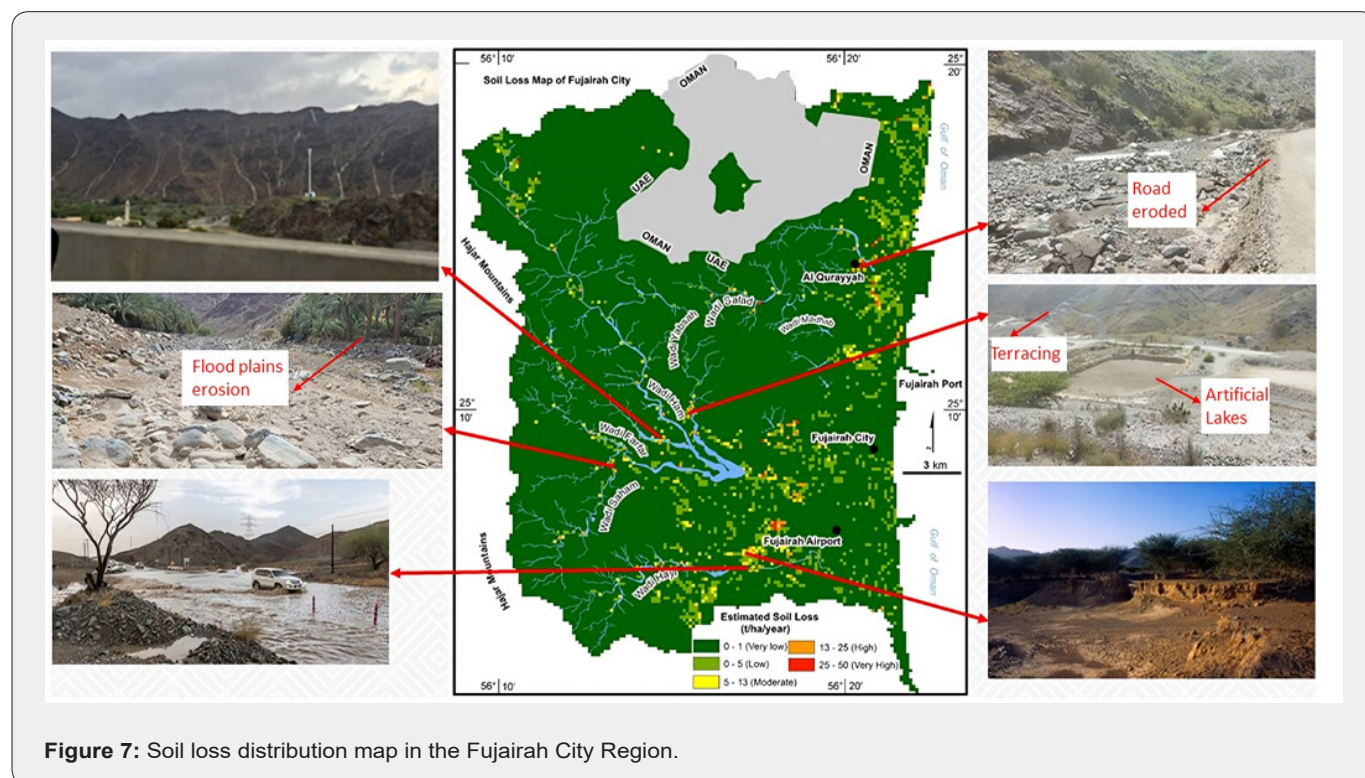 Soil Loss Map of Fujairah City
56° 10'
56° 20'
25°
20'
OMAN
OMAN
UAE
OMAN
UAE
Gulf of Oman
Hajar Mountains
Al Qurayyah
Wadi Safad
Wadi Yabsah
Wadi Madhab
Wadi Ham
Fujairah Port
25°
10'
25°
10'
Wadi Farfar
Fujairah City
3 km
Wadi Saham
Fujairah Airport
Gulf of Oman
Hajar Mountains
Wadi Hayl
Estimated Soil Loss
(t/ha/year)
0 - 1 (Very low)
0 - 5 (Low)
5 - 13 (Moderate)
13 - 25 (High)
25 - 50 (Very High)
56° 10'
56° 20'
Flood plains
erosion
Road
eroded
Terracing
Artificial
Lakes
Figure 7: Soil loss distribution map in the Fujairah City Region.